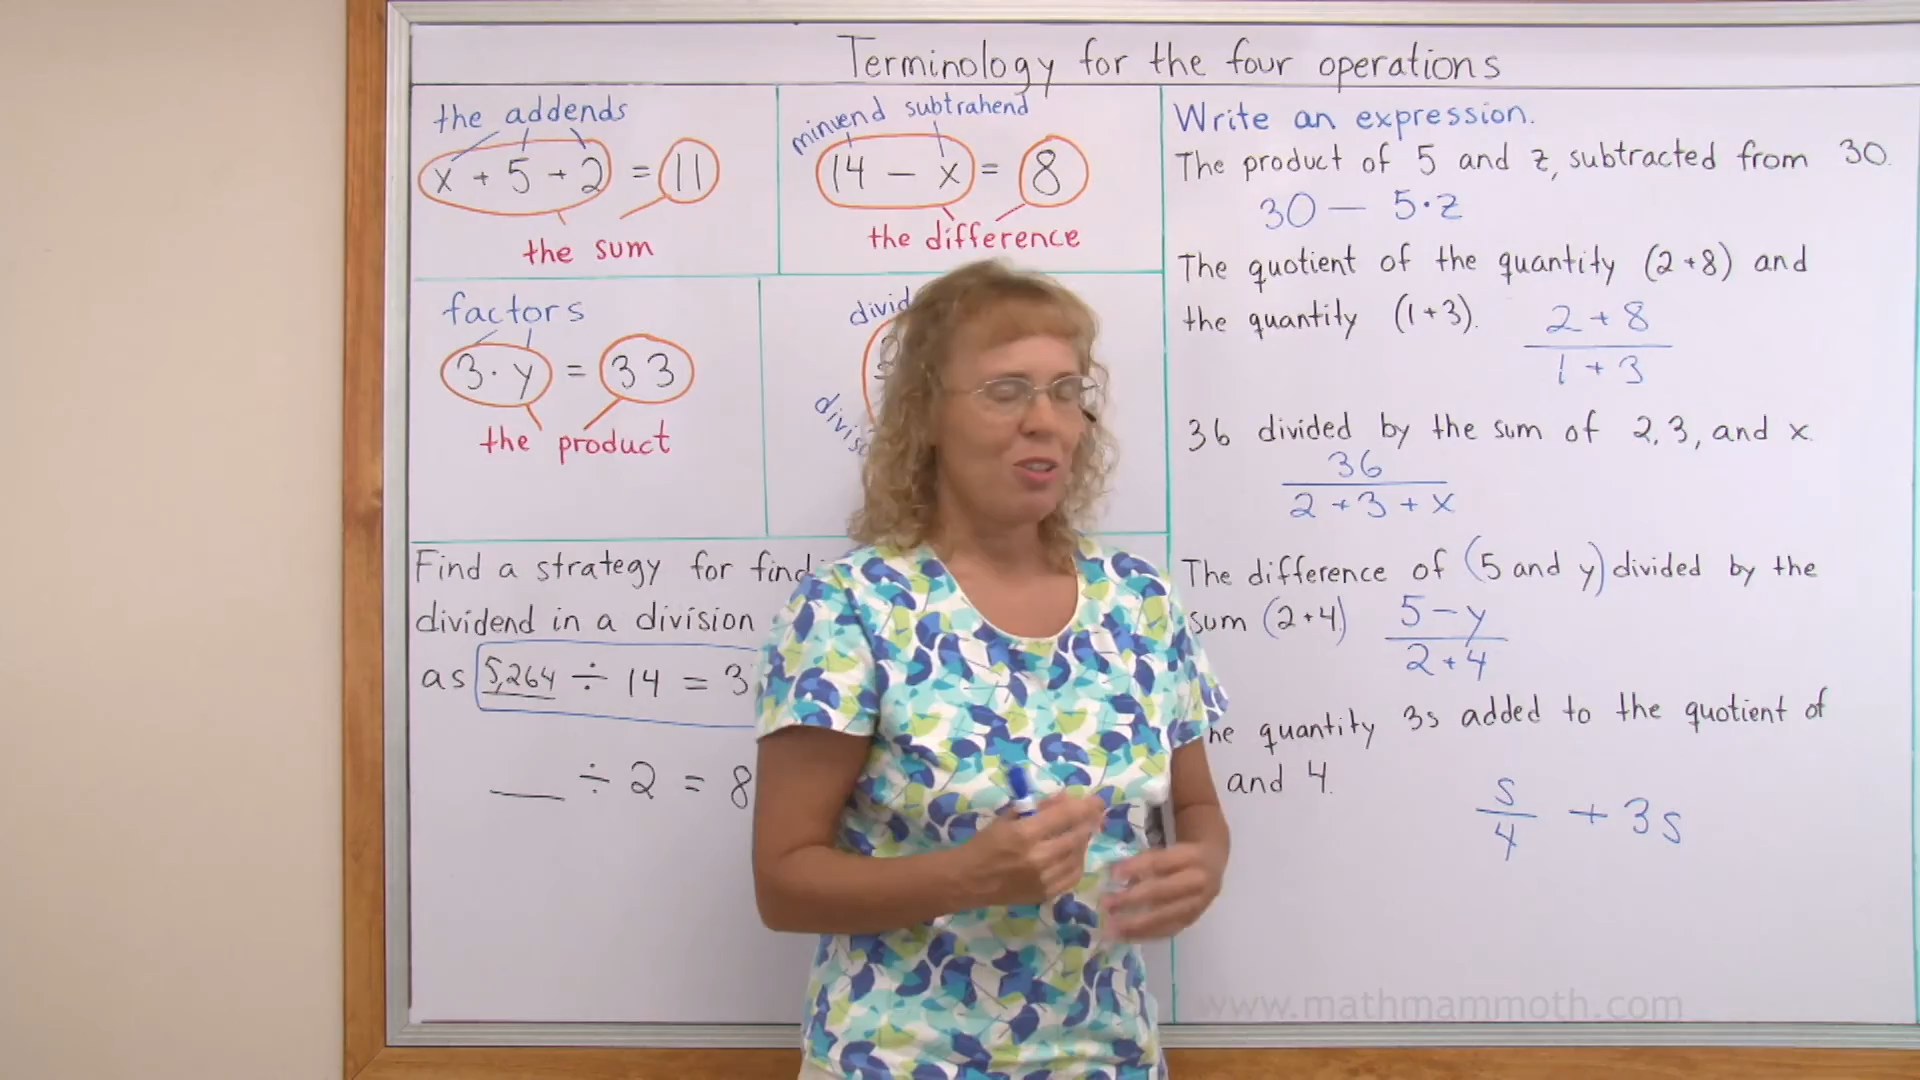 Terminology for the four operations
the addends
x + 5 + 2 = 11
the sum
minuend subtrahend
14 − x = 8
the difference
factors
3 · y = 33
the product
Find a strategy for
dividend in a division
as 5,264 ÷ 14 = 3
___ ÷ 2 = 8
Write an expression.
The product of 5 and z, subtracted from 30.
30 − 5·z
The quotient of the quantity (2+8) and
the quantity (1+3).
2 + 8
1 + 3
36 divided by the sum of 2, 3, and x.
36
2 + 3 + x
The difference of (5 and y) divided by the
sum (2+4)
5 − y
2 + 4
quantity 3s added to the quotient of
and 4.
s
4
+ 3s
www.mathmammoth.com